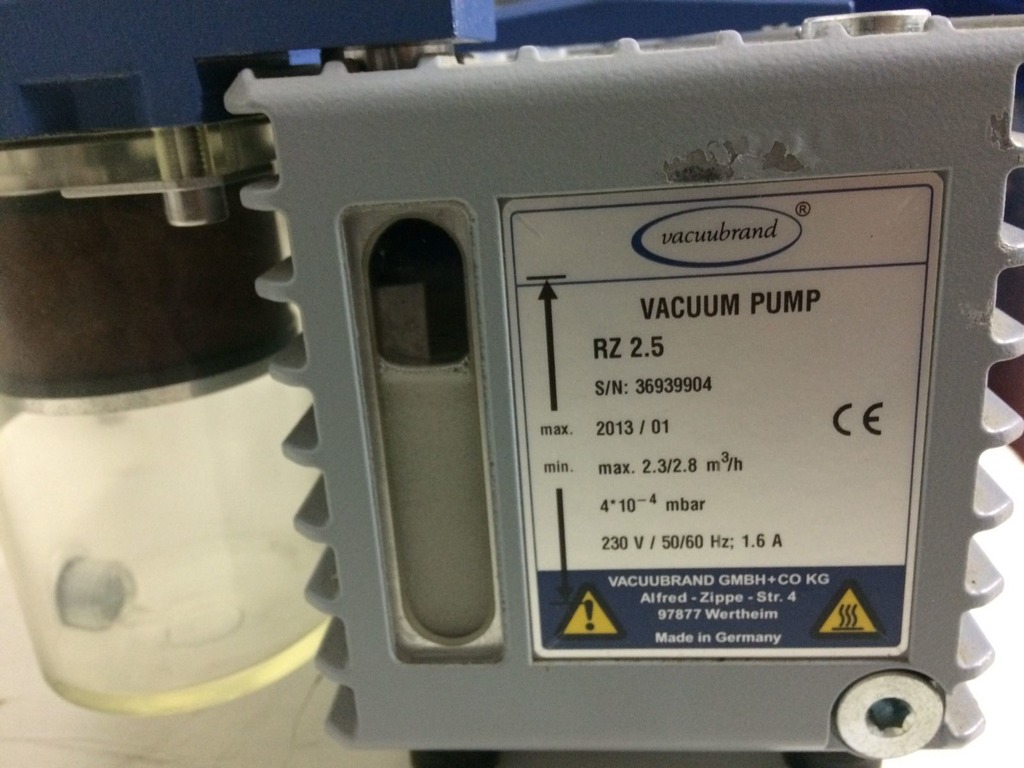 vacuubrand®
VACUUM PUMP
RZ 2.5
S/N: 36939904
max. 2013 / 01
min. max. 2.3/2.8 m³/h
4*10⁻⁴ mbar
230 V / 50/60 Hz; 1.6 A
CE
VACUUBRAND GMBH+CO KG
Alfred - Zippe - Str. 4
97877 Wertheim
Made in Germany